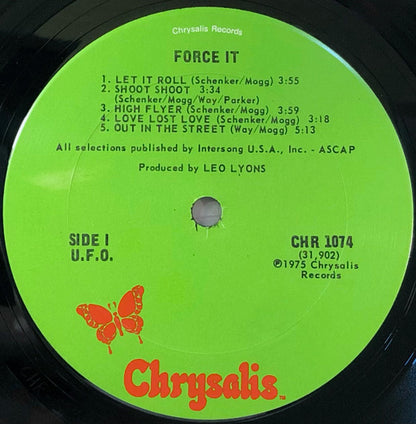 Chrysalis Records
FORCE IT
1. LET IT ROLL (Schenker/Mogg) 3:55
2. SHOOT SHOOT 3:34
(Schenker/Mogg/Way/Parker)
3. HIGH FLYER (Schenker/Mogg) 3:59
4. LOVE LOST LOVE (Schenker/Mogg) 3:18
5. OUT IN THE STREET (Way/Mogg) 5:13
All selections published by Intersong U.S.A., Inc. - ASCAP
Produced by LEO LYONS
SIDE I
U.F.O.
CHR 1074
(31,902)
℗1975 Chrysalis
Records
Chrysalis™